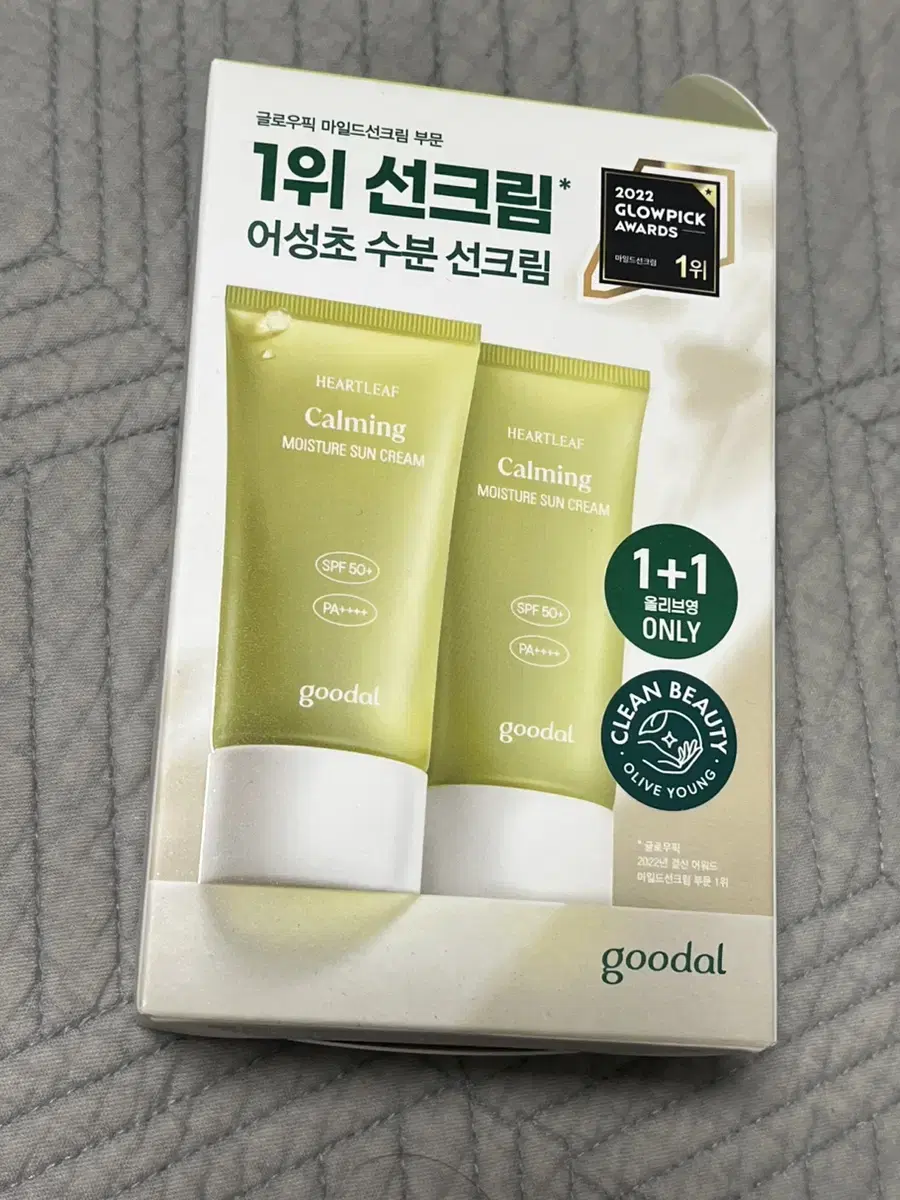 글로우픽 마일드선크림 부문
1위 선크림*
어성초 수분 선크림
2022
GLOWPICK
AWARDS
마일드선크림 1위
HEARTLEAF
Calming
MOISTURE SUN CREAM
SPF 50+
PA++++
goodal
HEARTLEAF
Calming
MOISTURE SUN CREAM
SPF 50+
PA++++
goodal
1+1
올리브영
ONLY
CLEAN BEAUTY
OLIVE YOUNG
* 글로우픽
2022년 결산 어워드
마일드선크림 부문 1위
goodal